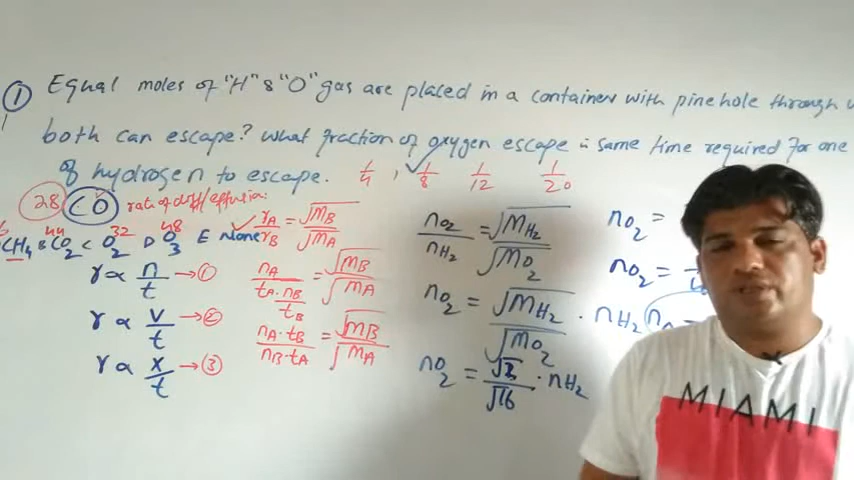 ① Equal moles of "H" & "O" gas are placed in a container with pinehole through
both can escape? what fraction of oxygen escape in same time required for one
of hydrogen to escape. 1/4 , ✓1/8 1/12 1/20
28 CO rate of diff/effusion:
CH4 B CO2 44 C O2 32 D O3 48 E None
✓ rA/rB = √MB/√MA
r ∝ n/t → ①
r ∝ v/t → ②
r ∝ x/t → ③
nA/tA · nB/tB = √MB/√MA
nA·tB/nB·tA = √MB/√MA
nO2/nH2 = √MH2/√MO2
nO2 = √MH2/√MO2 · nH2
nO2 = √2/√16 · nH2
nO2 =
nO2 =
MIAMI